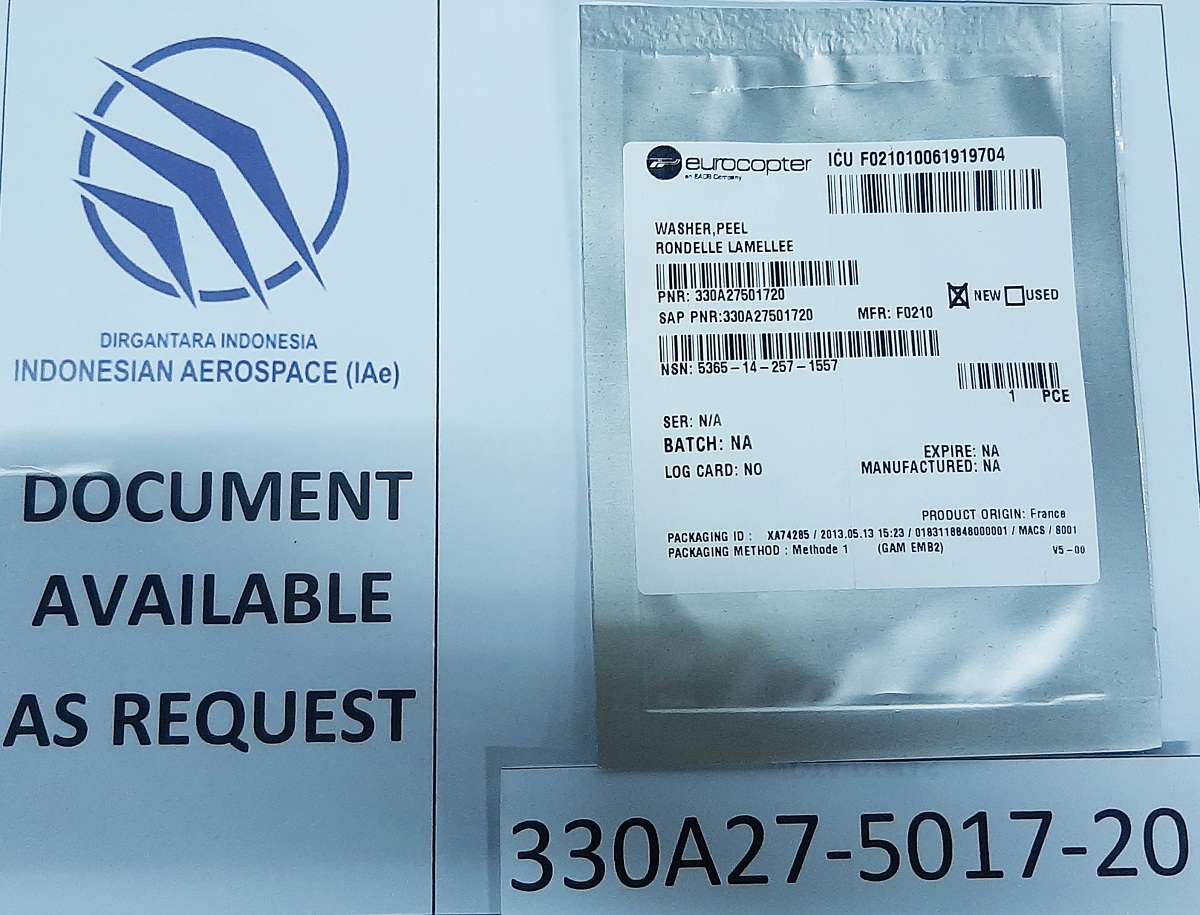 DIRGANTARA INDONESIA
INDONESIAN AEROSPACE (IAe)
DOCUMENT
AVAILABLE
AS REQUEST
eurocopter
an EADS Company
ICU F021010061919704
WASHER,PEEL
RONDELLE LAMELLEE
PNR: 330A27501720
NEW USED
SAP PNR:330A27501720 MFR: F0210
NSN: 5365-14-257-1557
1 PCE
SER: N/A
BATCH: NA
EXPIRE: NA
LOG CARD: NO
MANUFACTURED: NA
PRODUCT ORIGIN: France
PACKAGING ID : XA74285 / 2013.05.13 15:23 / 0183118848000001 / MACS / 8001
PACKAGING METHOD : Methode 1 (GAM EMB2) V5-00
330A27-5017-20